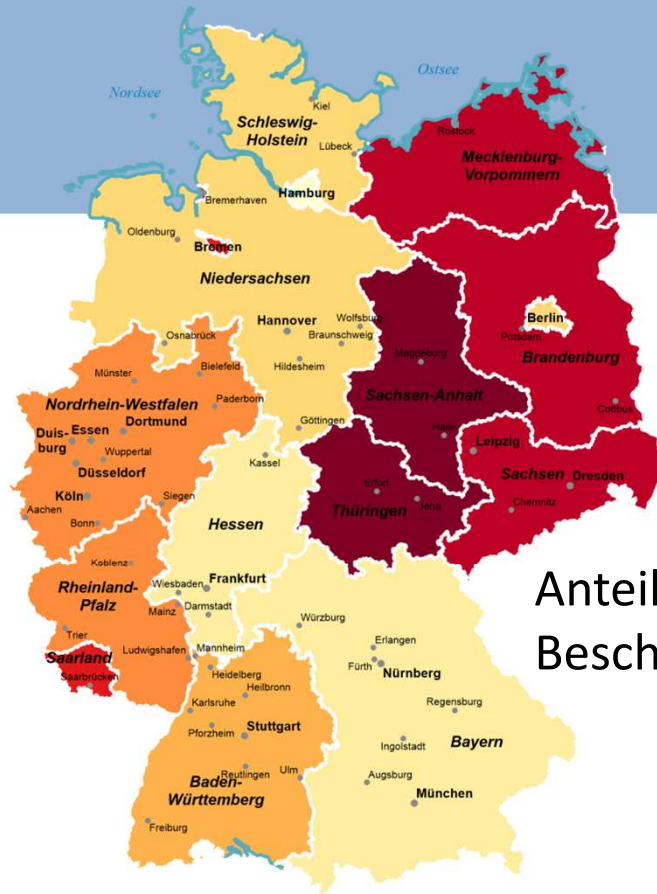 Nordsee
Ostsee
Kiel
Schleswig-
Holstein
Lübeck
Rostock
Mecklenburg-
Vorpommern
Hamburg
Bremerhaven
Oldenburg
Bremen
Niedersachsen
Hannover
Wolfsburg
Braunschweig
Berlin
Potsdam
Brandenburg
Osnabrück
Hildesheim
Magdeburg
Bielefeld
Münster
Sachsen-Anhalt
Nordrhein-Westfalen
Paderborn
Cottbus
Dortmund
Göttingen
Halle
Duis-
burg
Essen
Wuppertal
Leipzig
Düsseldorf
Kassel
Sachsen
Dresden
Köln
Siegen
Erfurt
Jena
Thüringen
Chemnitz
Aachen
Bonn
Hessen
Koblenz
Rheinland-
Pfalz
Wiesbaden
Frankfurt
Mainz
Darmstadt
Anteil
Besch
Würzburg
Trier
Erlangen
Saarland
Ludwigshafen
Mannheim
Fürth
Nürnberg
Saarbrücken
Heidelberg
Heilbronn
Karlsruhe
Regensburg
Pforzheim
Stuttgart
Ingolstadt
Bayern
Reutlingen
Ulm
Augsburg
Baden-
Württemberg
München
Freiburg